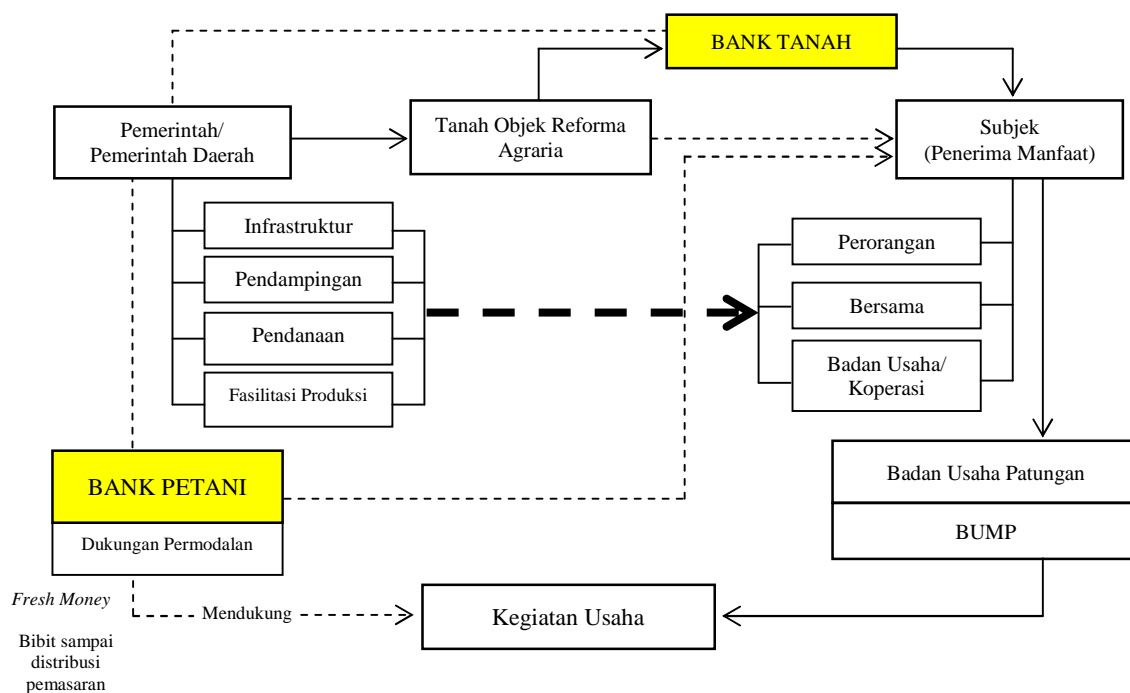 BANK TANAH
Pemerintah/
Pemerintah Daerah
Tanah Objek Reforma
Agraria
Subjek
(Penerima Manfaat)
Infrastruktur
Pendampingan
Pendanaan
Fasilitasi Produksi
Perorangan
Bersama
Badan Usaha/
Koperasi
BANK PETANI
Dukungan Permodalan
Badan Usaha Patungan
BUMP
Fresh Money
Mendukung
Kegiatan Usaha
Bibit sampai
distribusi
pemasaran